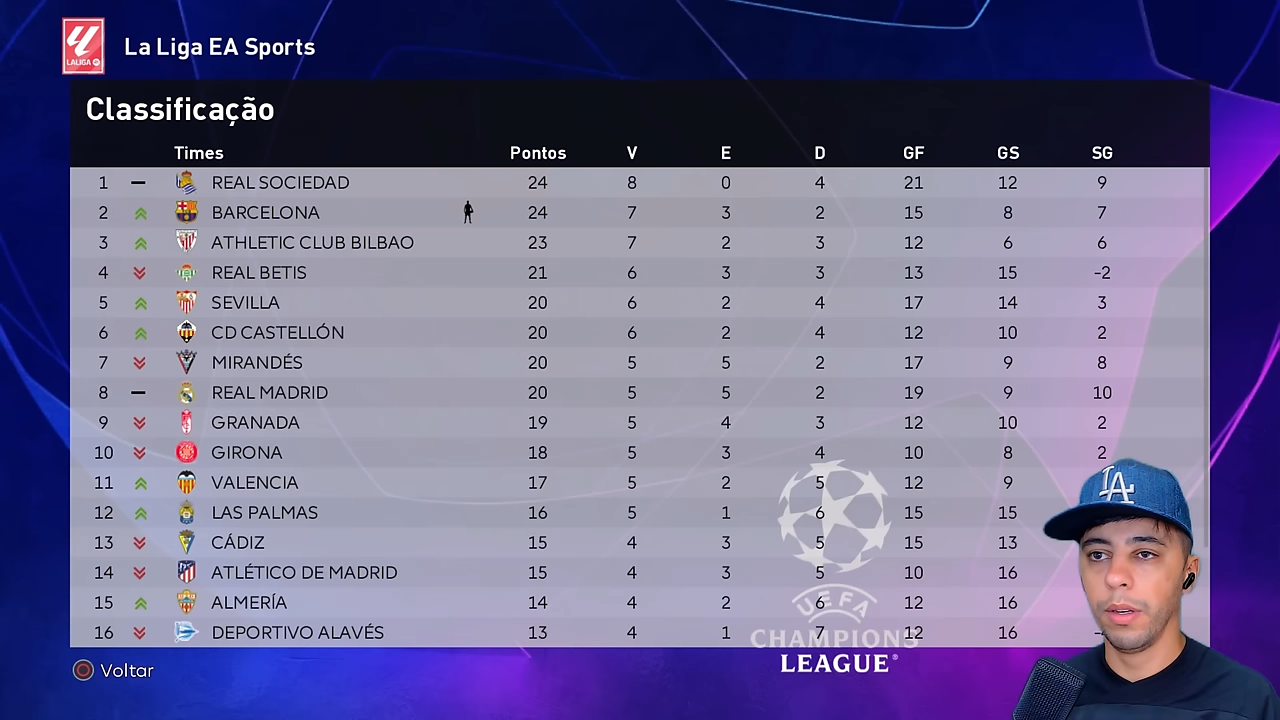 LALIGA
La Liga EA Sports
Classificação
Times Pontos V E D GF GS SG
1 REAL SOCIEDAD 24 8 0 4 21 12 9
2 BARCELONA 24 7 3 2 15 8 7
3 ATHLETIC CLUB BILBAO 23 7 2 3 12 6 6
4 REAL BETIS 21 6 3 3 13 15 -2
5 SEVILLA 20 6 2 4 17 14 3
6 CD CASTELLÓN 20 6 2 4 12 10 2
7 MIRANDÉS 20 5 5 2 17 9 8
8 REAL MADRID 20 5 5 2 19 9 10
9 GRANADA 19 5 4 3 12 10 2
10 GIRONA 18 5 3 4 10 8 2
11 VALENCIA 17 5 2 5 12 9
12 LAS PALMAS 16 5 1 6 15 15
13 CÁDIZ 15 4 3 5 15 13
14 ATLÉTICO DE MADRID 15 4 3 5 10 16
15 ALMERÍA 14 4 2 6 12 16
16 DEPORTIVO ALAVÉS 13 4 1 7 12 16
UEFA
CHAMPIONS
LEAGUE
Voltar
LA